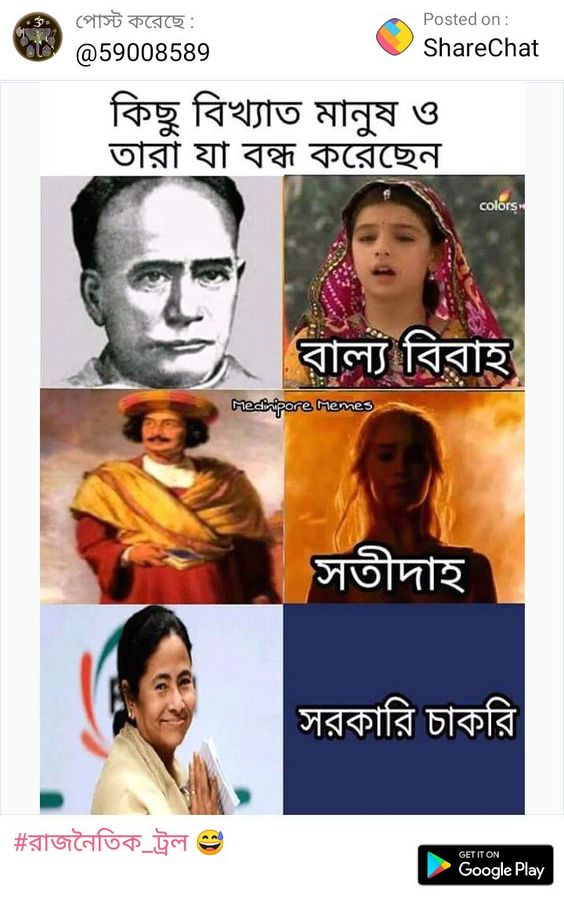 পোস্ট করেছে :
@59008589
Posted on :
ShareChat
কিছু বিখ্যাত মানুষ ও
তারা যা বন্ধ করেছেন
colors
বাল্য বিবাহ
Medinipore Memes
সতীদাহ
সরকারি চাকরি
#রাজনৈতিক_ট্রল 😅
GET IT ON
Google Play